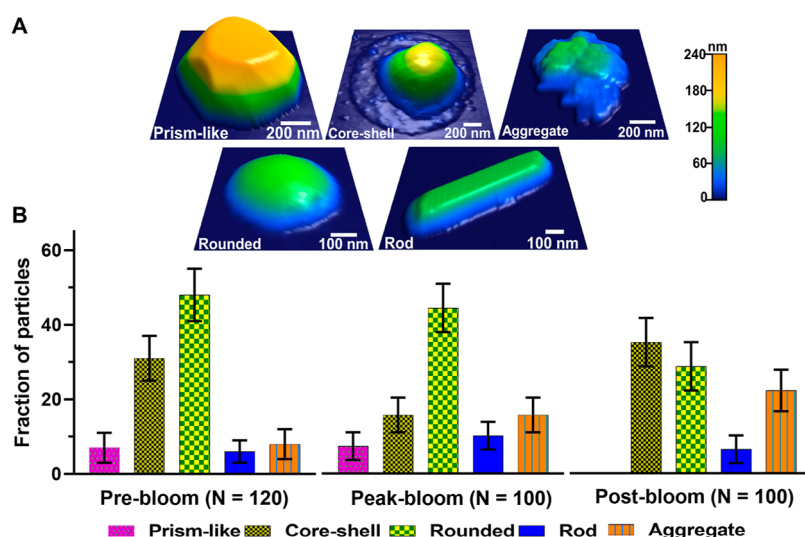 A
Prism-like
200 nm
Core-shell
200 nm
Aggregate
200 nm
nm
240
180
120
60
0
Rounded
100 nm
Rod
100 nm
B
Fraction of particles
60
40
20
0
Pre-bloom (N = 120)
Peak-bloom (N = 100)
Post-bloom (N = 100)
Prism-like Core-shell Rounded Rod Aggregate